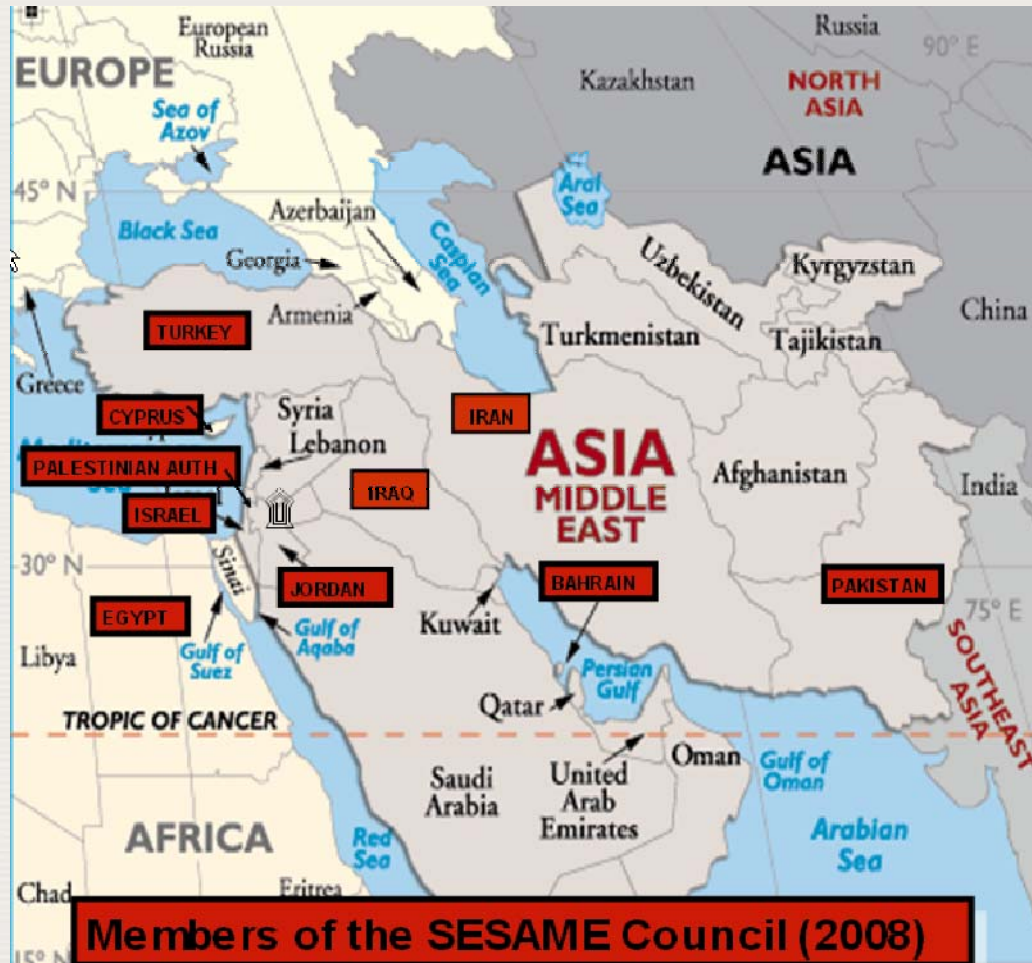 European
Russia
Russia
90° E
EUROPE
Kazakhstan
NORTH
ASIA
Sea of
Azov
ASIA
45° N
Aral
Sea
Azerbaijan
Black Sea
Caspian
Sea
Georgia
Uzbekistan
Kyrgyzstan
China
Armenia
TURKEY
Turkmenistan
Tajikistan
Greece
CYPRUS
Syria
IRAN
Lebanon
ASIA
MIDDLE
EAST
PALESTINIAN AUTH
Afghanistan
India
IRAQ
ISRAEL
Sinai
30° N
JORDAN
BAHRAIN
PAKISTAN
EGYPT
75° E
Kuwait
Gulf of
Aqaba
Gulf of
Suez
Libya
Persian
Gulf
SOUTHEAST
ASIA
Qatar
TROPIC OF CANCER
Oman
Gulf of
Oman
Saudi
Arabia
United
Arab
Emirates
AFRICA
Red
Sea
Arabian
Sea
Chad
Eritrea
Members of the SESAME Council (2008)
15° N